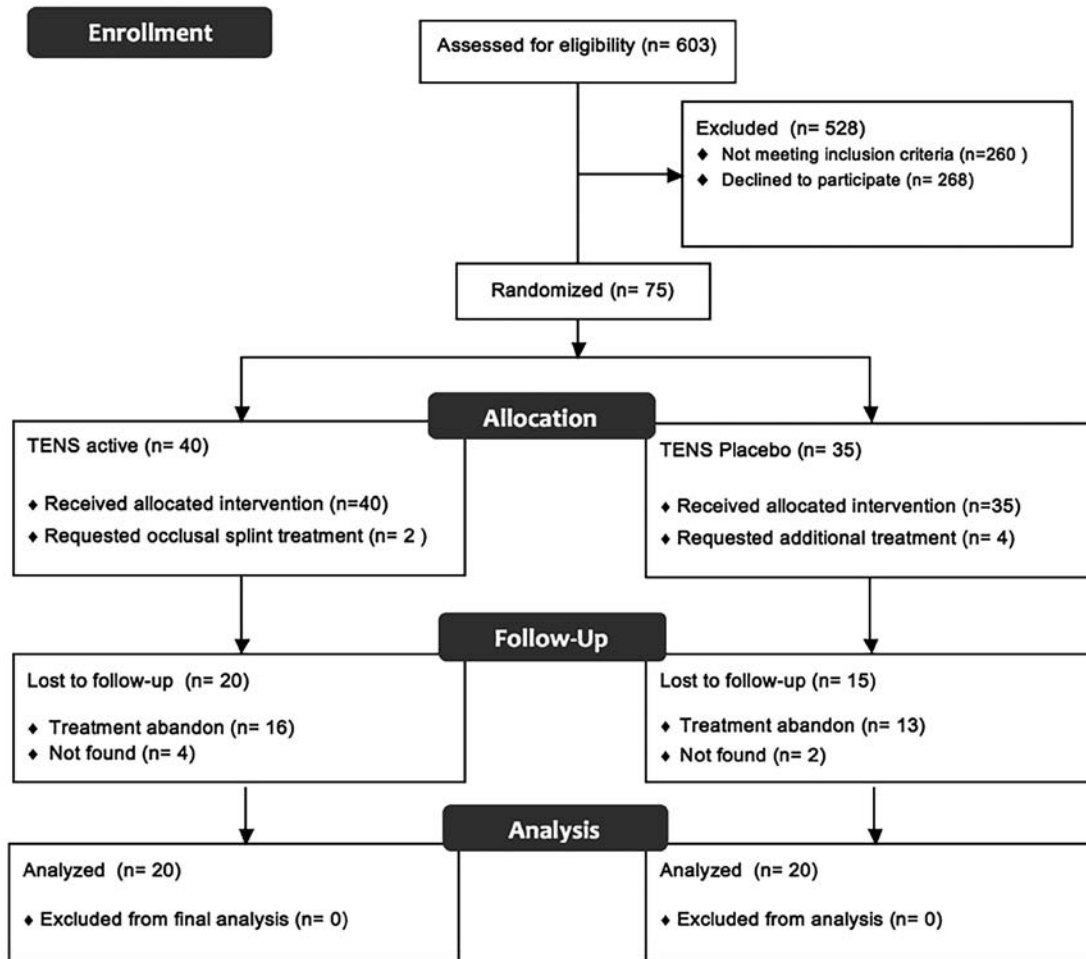 Enrollment
Assessed for eligibility (n= 603)
Excluded (n= 528)
♦ Not meeting inclusion criteria (n=260 )
♦ Declined to participate (n= 268)
Randomized (n= 75)
Allocation
TENS active (n= 40)
♦ Received allocated intervention (n=40)
♦ Requested occlusal splint treatment (n= 2 )
TENS Placebo (n= 35)
♦ Received allocated intervention (n=35)
♦ Requested additional treatment (n= 4)
Follow-Up
Lost to follow-up (n= 20)
♦ Treatment abandon (n= 16)
♦ Not found (n= 4)
Lost to follow-up (n= 15)
♦ Treatment abandon (n= 13)
♦ Not found (n= 2)
Analysis
Analyzed (n= 20)
♦ Excluded from final analysis (n= 0)
Analyzed (n= 20)
♦ Excluded from analysis (n= 0)